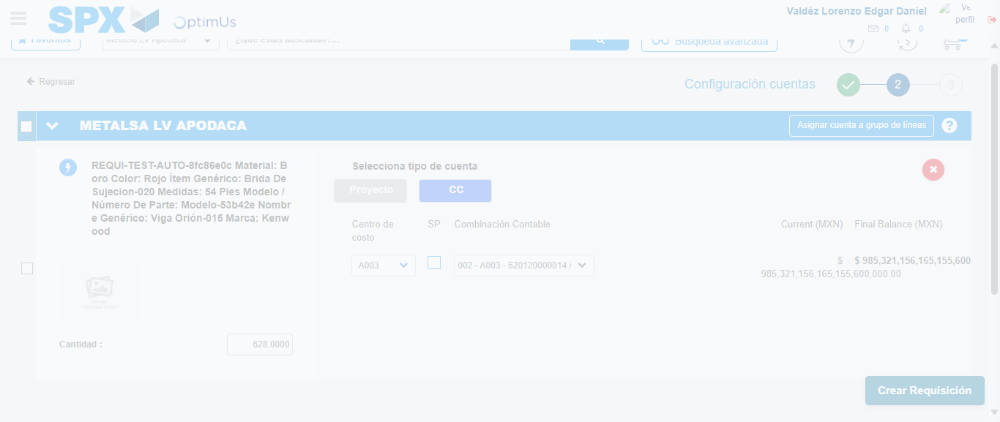 SPX
OptimUs
Valdéz Lorenzo Edgar Daniel
Ve
perfil
0
0
Favoritos
Metalsa LV Apodaca
¿Qué estás buscando?...
Búsqueda avanzada
Regresar
Configuración cuentas
2
3
METALSA LV APODACA
Asignar cuenta a grupo de líneas
?
REQUI-TEST-AUTO-8fc86e0c Material: B
oro Color: Rojo Ítem Genérico: Brida De
Sujecion-020 Medidas: 54 Pies Modelo /
Número De Parte: Modelo-53b42e Nombr
e Genérico: Viga Orión-015 Marca: Kenw
ood
Selecciona tipo de cuenta
Proyecto
CC
Centro de
costo
SP
Combinación Contable
Current (MXN)
Final Balance (MXN)
A003
002 - A003 - 620120000014 /
$
985,321,156,165,155,600,000.00
$ 985,321,156,165,155,600
Cantidad :
628.0000
Crear Requisición